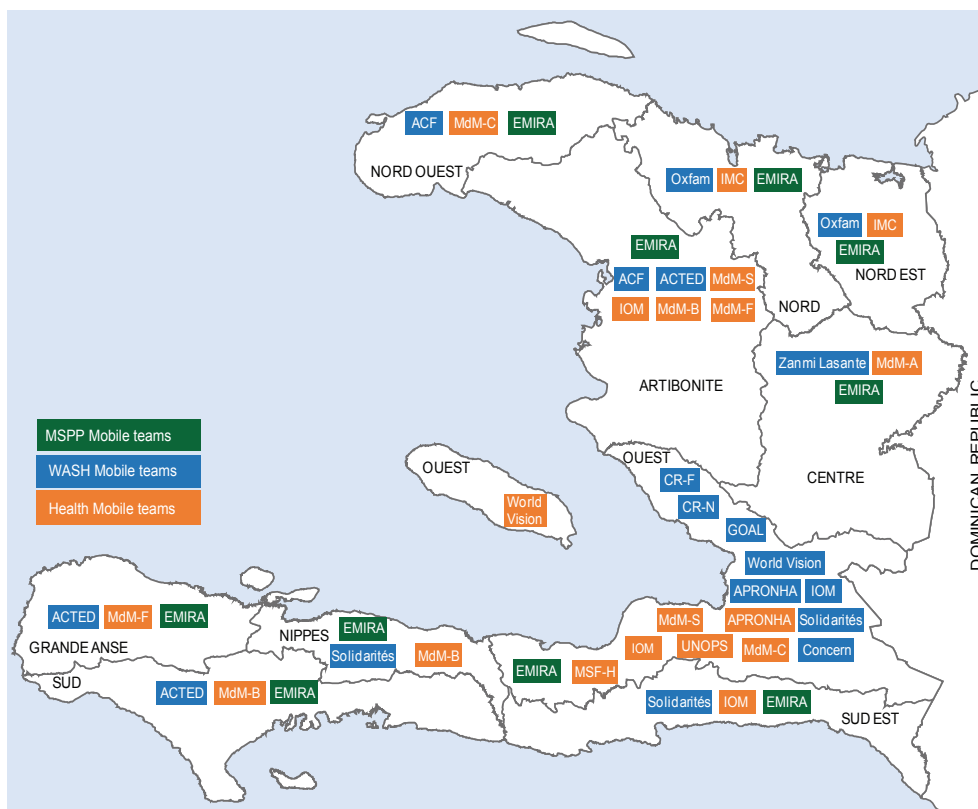 ACF MdM-C EMIRA
NORD OUEST
Oxfam IMC EMIRA
Oxfam IMC
EMIRA
NORD EST
EMIRA
ACF ACTED MdM-S
IOM MdM-B MdM-F
NORD
ARTIBONITE
Zanmi Lasante MdM-A
EMIRA
CENTRE
DOMINICAN REPUBLIC
MSPP Mobile teams
WASH Mobile teams
Health Mobile teams
OUEST
World
Vision
OUEST
CR-F
CR-N
GOAL
World Vision
APRONHA IOM
MdM-S APRONHA Solidarités
IOM UNOPS MdM-C Concern
ACTED MdM-F EMIRA
GRANDE ANSE
NIPPES EMIRA
Solidarités MdM-B
EMIRA MSF-H
SUD
ACTED MdM-B EMIRA
Solidarités IOM EMIRA
SUD EST